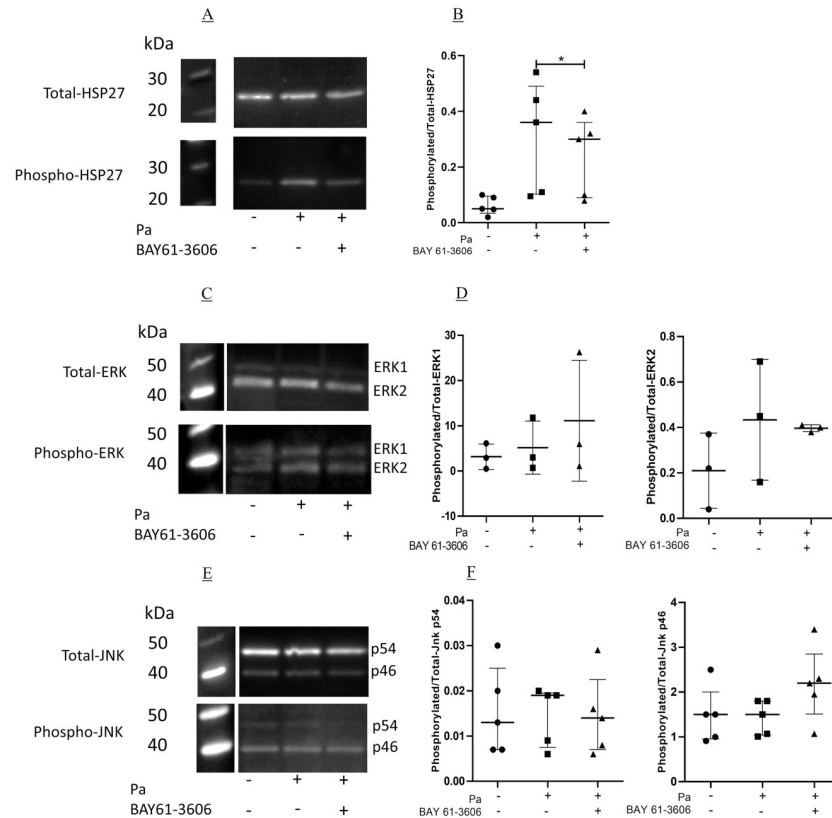 A
kDa
Total-HSP27
30
20
Phospho-HSP27
30
20
Pa - + +
BAY61-3606 - - +
B
Phosphorylated/Total-HSP27
0.6
0.4
0.2
0.0
*
Pa - + +
BAY 61-3606 - - +
C
kDa
Total-ERK
50
40
ERK1
ERK2
Phospho-ERK
50
40
ERK1
ERK2
Pa - + +
BAY61-3606 - - +
D
Phosphorylated/Total-ERK1
30
20
10
0
-10
Pa - + +
BAY 61-3606 - - +
Phosphorylated/Total-ERK2
0.8
0.6
0.4
0.2
0.0
Pa - + +
BAY 61-3606 - - +
E
kDa
Total-JNK
50
40
p54
p46
Phospho-JNK
50
40
p54
p46
Pa - + +
BAY61-3606 - - +
F
Phosphorylated/Total-Jnk p54
0.04
0.03
0.02
0.01
0.00
Pa - + +
BAY 61-3606 - - +
Phosphorylated/Total-Jnk p46
4
3
2
1
0
Pa - + +
BAY 61-3606 - - +